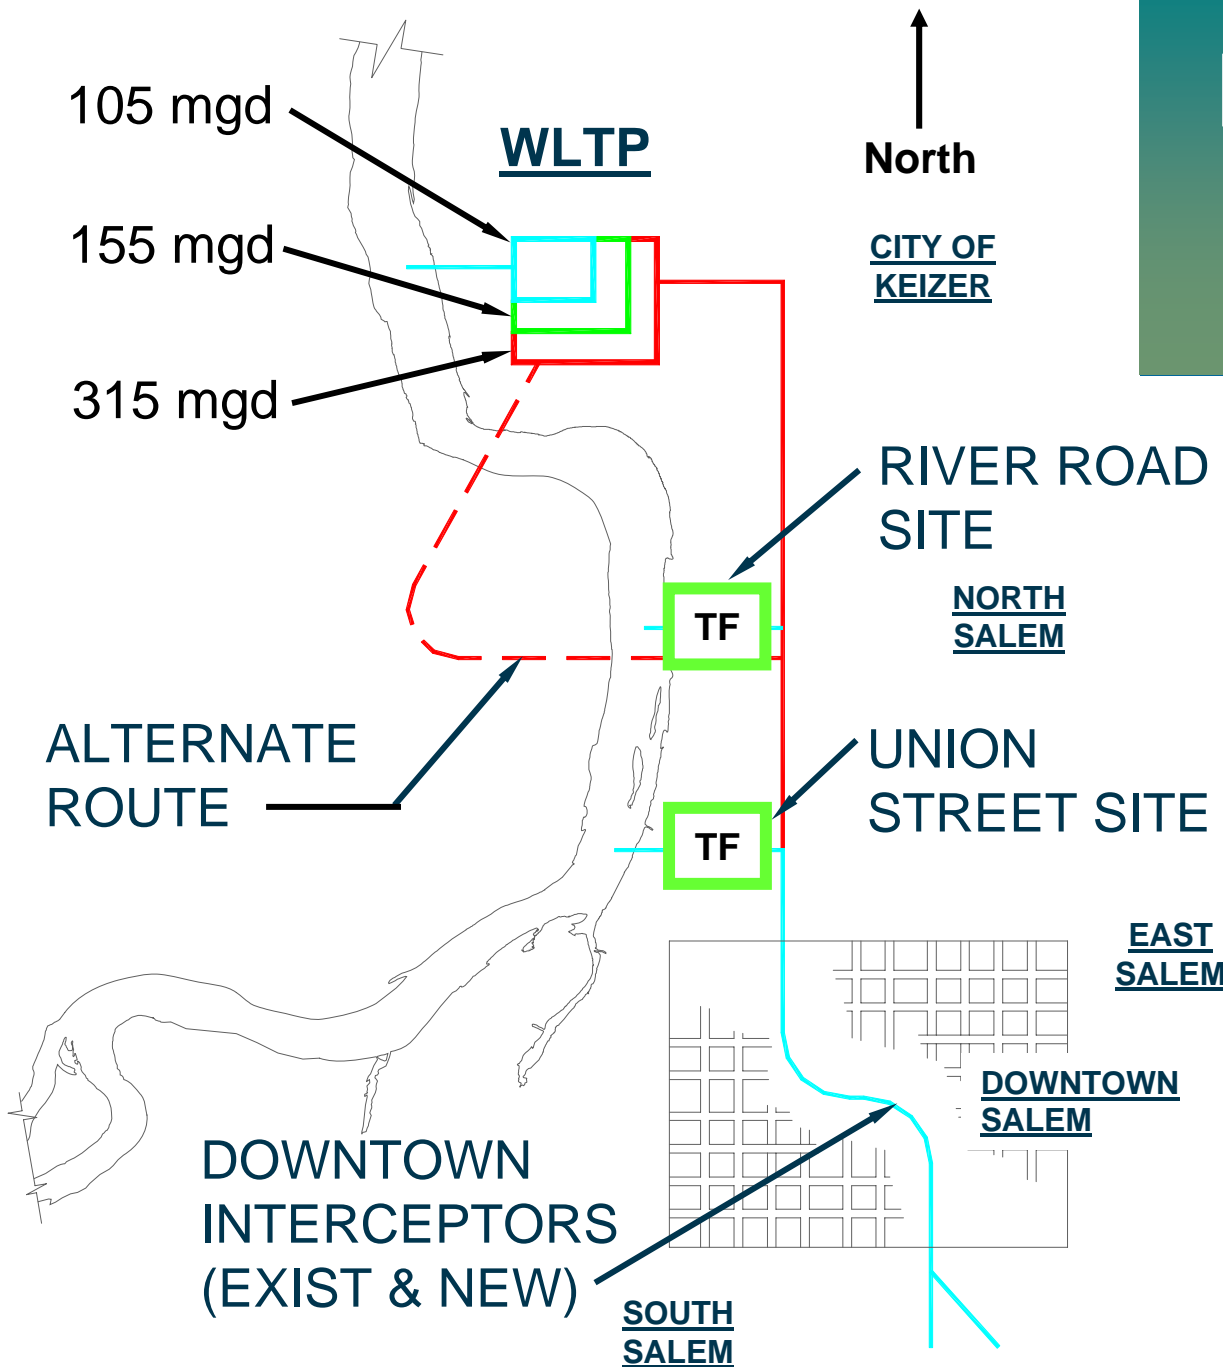 105 mgd
WLTP
North
155 mgd
CITY OF
KEIZER
315 mgd
RIVER ROAD
SITE
TF
NORTH
SALEM
ALTERNATE
ROUTE
UNION
STREET SITE
TF
EAST
SALEM
DOWNTOWN
SALEM
DOWNTOWN
INTERCEPTORS
(EXIST & NEW)
SOUTH
SALEM